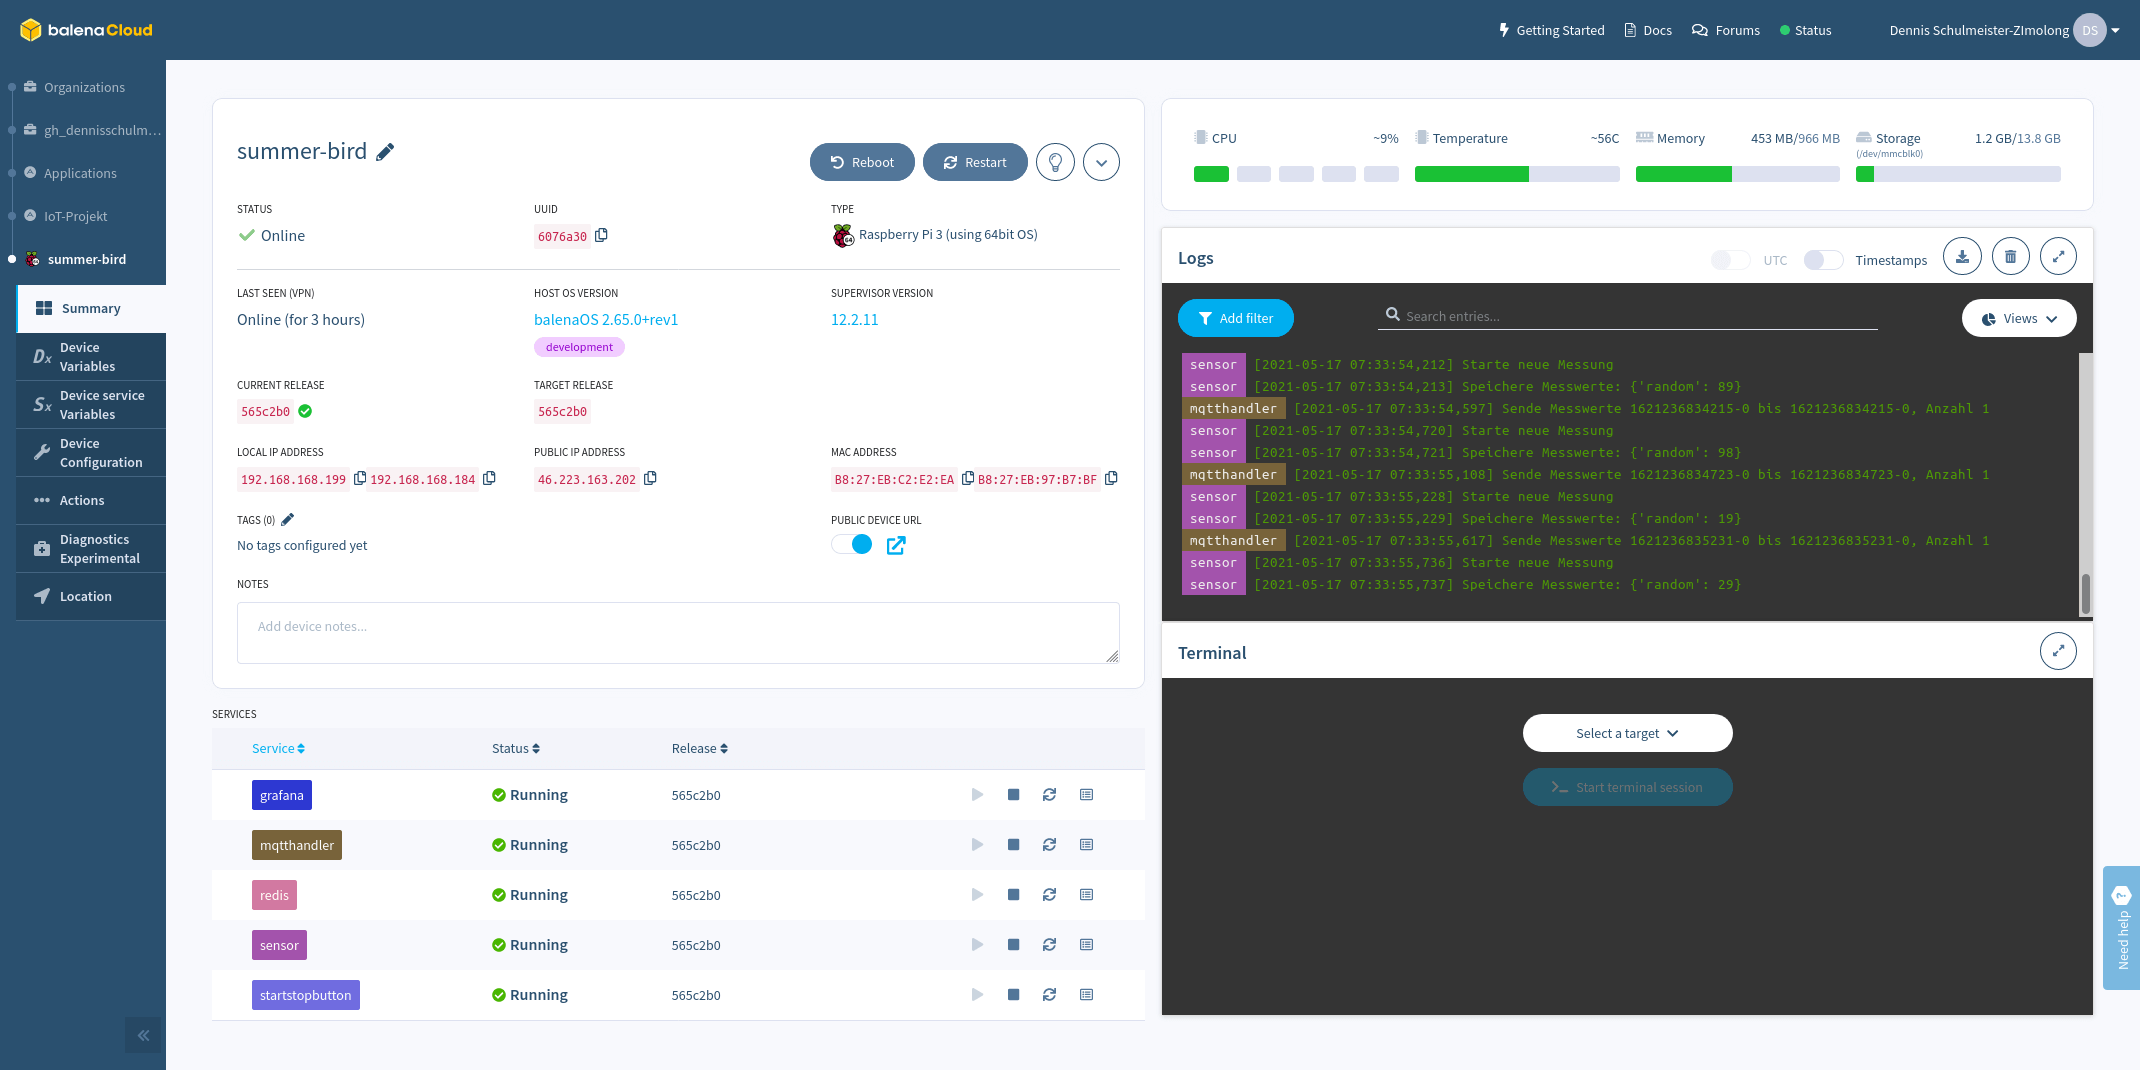 balenaCloud
Getting Started
Docs
Forums
Status
Dennis Schulmeister-ZImolong
DS
Organizations
gh_dennisschulm...
Applications
IoT-Projekt
summer-bird
Summary
Dx Device
Variables
Sx Device service
Variables
Device
Configuration
Actions
Diagnostics
Experimental
Location
summer-bird
Reboot
Restart
STATUS
Online
UUID
6076a30
TYPE
64
Raspberry Pi 3 (using 64bit OS)
LAST SEEN (VPN)
Online (for 3 hours)
HOST OS VERSION
balenaOS 2.65.0+rev1
development
SUPERVISOR VERSION
12.2.11
CURRENT RELEASE
565c2b0
TARGET RELEASE
565c2b0
LOCAL IP ADDRESS
192.168.168.199 192.168.168.184
PUBLIC IP ADDRESS
46.223.163.202
MAC ADDRESS
B8:27:EB:C2:E2:EA B8:27:EB:97:B7:BF
TAGS (0)
No tags configured yet
PUBLIC DEVICE URL
NOTES
Add device notes...
SERVICES
Service Status Release
grafana Running 565c2b0
mqtthandler Running 565c2b0
redis Running 565c2b0
sensor Running 565c2b0
startstopbutton Running 565c2b0
CPU ~9%
Temperature ~56C
Memory 453 MB/966 MB
Storage 1.2 GB/13.8 GB
(/dev/mmcblk0)
Logs
UTC
Timestamps
Add filter
Search entries...
Views
sensor [2021-05-17 07:33:54,212] Starte neue Messung
sensor [2021-05-17 07:33:54,213] Speichere Messwerte: {'random': 89}
mqtthandler [2021-05-17 07:33:54,597] Sende Messwerte 1621236834215-0 bis 1621236834215-0, Anzahl 1
sensor [2021-05-17 07:33:54,720] Starte neue Messung
sensor [2021-05-17 07:33:54,721] Speichere Messwerte: {'random': 98}
mqtthandler [2021-05-17 07:33:55,108] Sende Messwerte 1621236834723-0 bis 1621236834723-0, Anzahl 1
sensor [2021-05-17 07:33:55,228] Starte neue Messung
sensor [2021-05-17 07:33:55,229] Speichere Messwerte: {'random': 19}
mqtthandler [2021-05-17 07:33:55,617] Sende Messwerte 1621236835231-0 bis 1621236835231-0, Anzahl 1
sensor [2021-05-17 07:33:55,736] Starte neue Messung
sensor [2021-05-17 07:33:55,737] Speichere Messwerte: {'random': 29}
Terminal
Select a target
Start terminal session
Need help ?